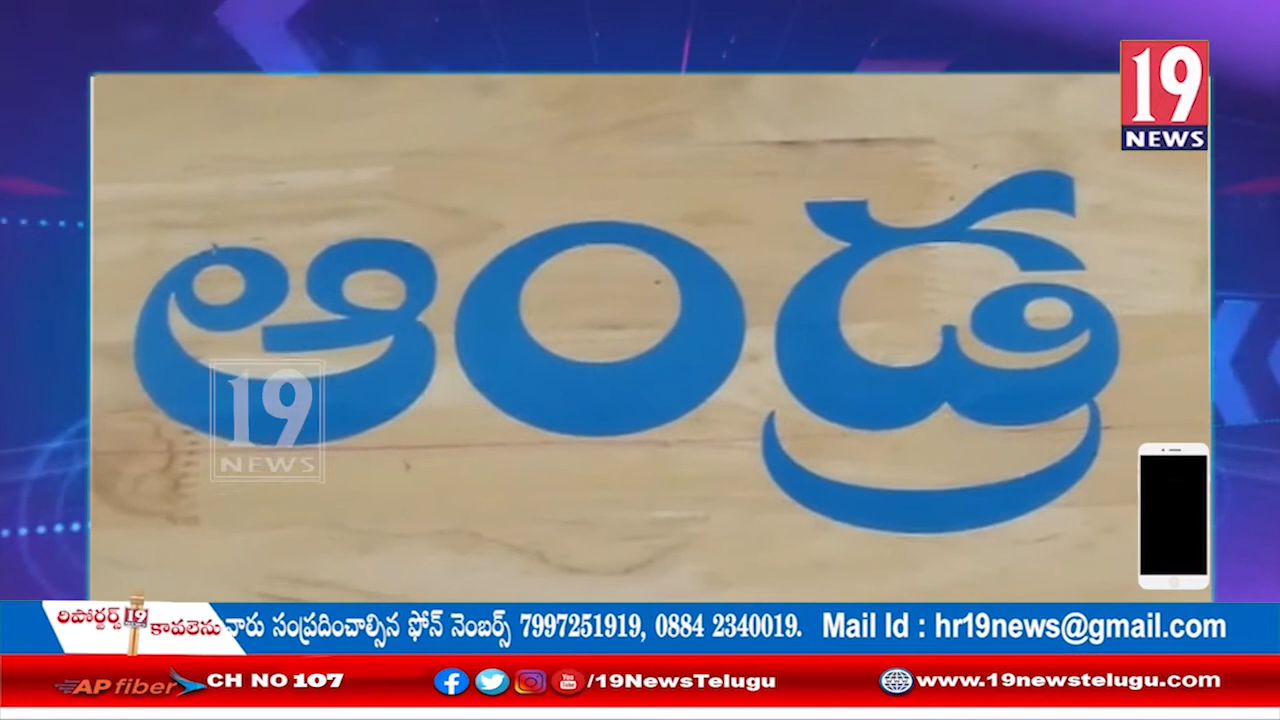 19
NEWS
ఆండ్ర
19
NEWS
రిపోర్టర్స్ 19 కావలెను వారు సంప్రదించాల్సిన ఫోన్ నెంబర్స్ 7997251919, 0884 2340019. Mail Id : hr19news@gmail.com
AP fiber CH NO 107 /19NewsTelugu www.19newstelugu.com